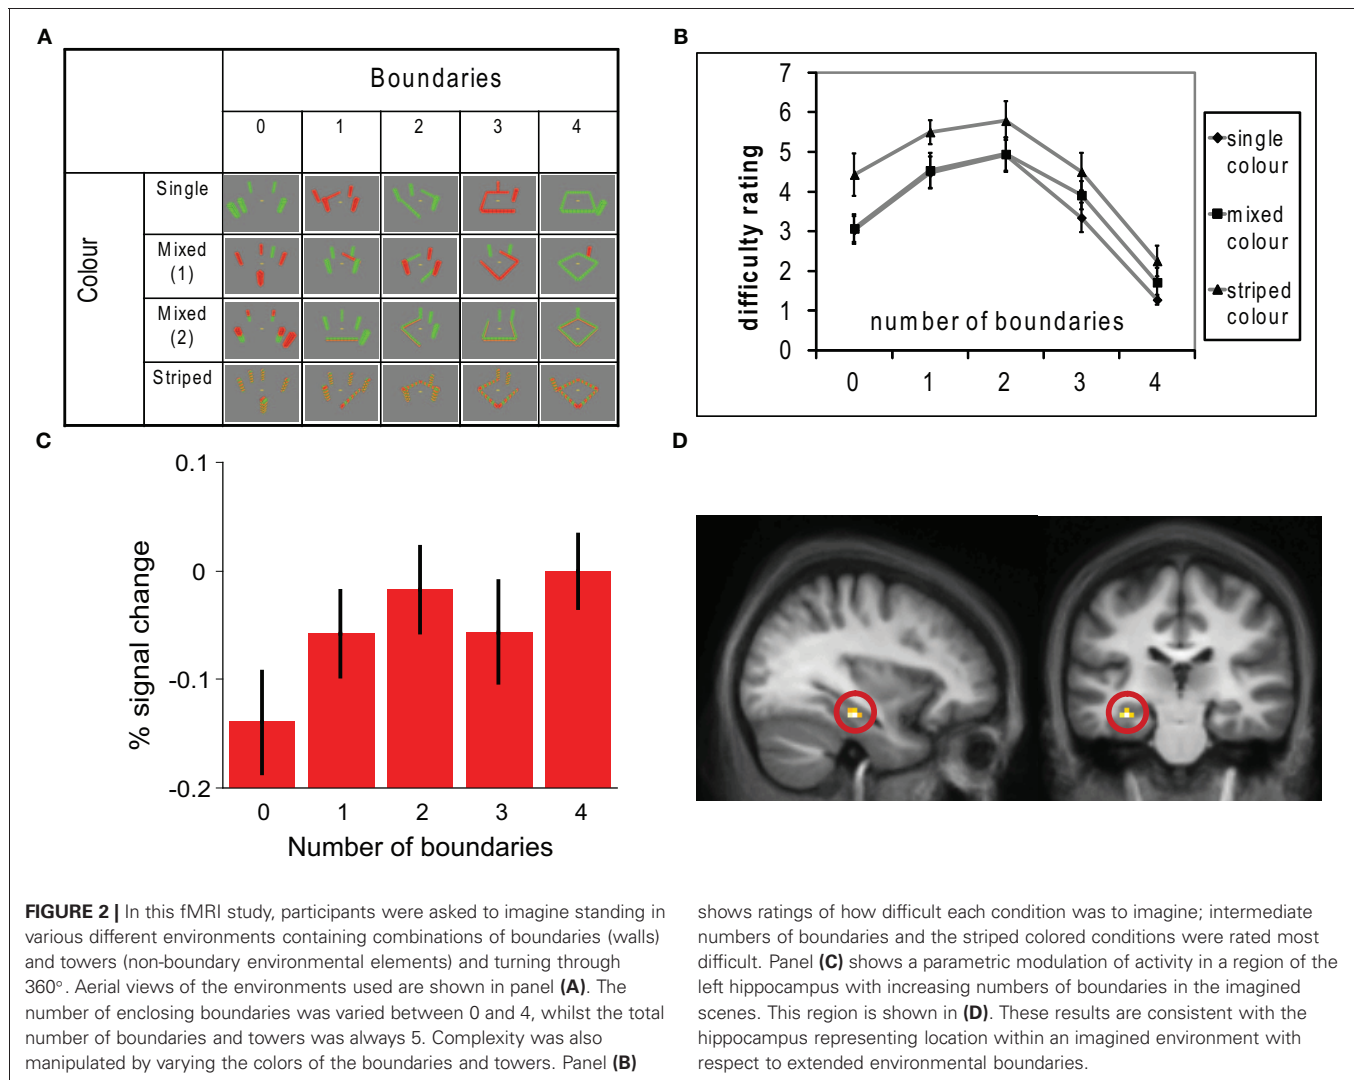 A
Boundaries
0 1 2 3 4
Colour
Single
Mixed
(1)
Mixed
(2)
Striped
B
7
6
5
4
3
2
1
0
difficulty rating
number of boundaries
0 1 2 3 4
single
colour
mixed
colour
striped
colour
C
0.1
0
-0.1
-0.2
% signal change
0 1 2 3 4
Number of boundaries
D
FIGURE 2 | In this fMRI study, participants were asked to imagine standing in
various different environments containing combinations of boundaries (walls)
and towers (non-boundary environmental elements) and turning through
360°. Aerial views of the environments used are shown in panel (A). The
number of enclosing boundaries was varied between 0 and 4, whilst the total
number of boundaries and towers was always 5. Complexity was also
manipulated by varying the colors of the boundaries and towers. Panel (B)
shows ratings of how difficult each condition was to imagine; intermediate
numbers of boundaries and the striped colored conditions were rated most
difficult. Panel (C) shows a parametric modulation of activity in a region of the
left hippocampus with increasing numbers of boundaries in the imagined
scenes. This region is shown in (D). These results are consistent with the
hippocampus representing location within an imagined environment with
respect to extended environmental boundaries.